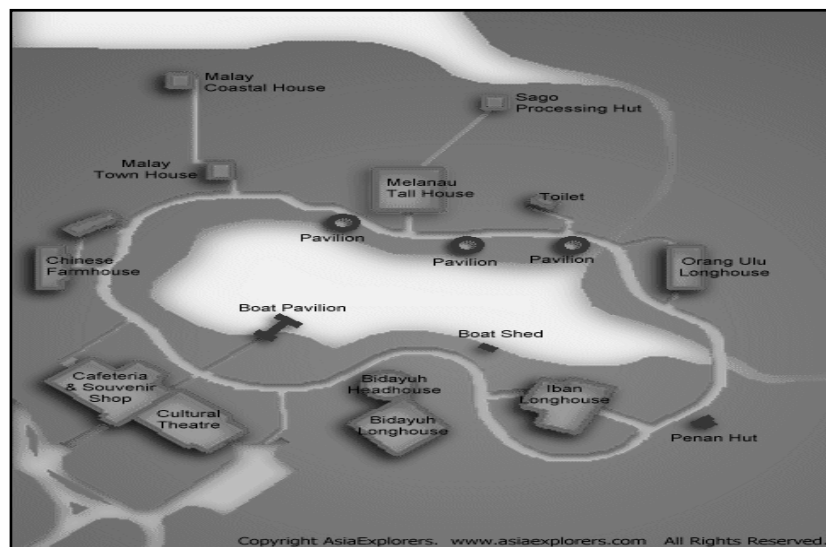 Malay
Coastal House
Sago
Processing Hut
Malay
Town House
Melanau
Tall House
Toilet
Pavilion
Pavilion
Pavilion
Chinese
Farmhouse
Orang Ulu
Longhouse
Boat Pavilion
Boat Shed
Cafeteria
& Souvenir
Shop
Cultural
Theatre
Bidayuh
Headhouse
Bidayuh
Longhouse
Iban
Longhouse
Penan Hut
Copyright AsiaExplorers. www.asiaexplorers.com All Rights Reserved.